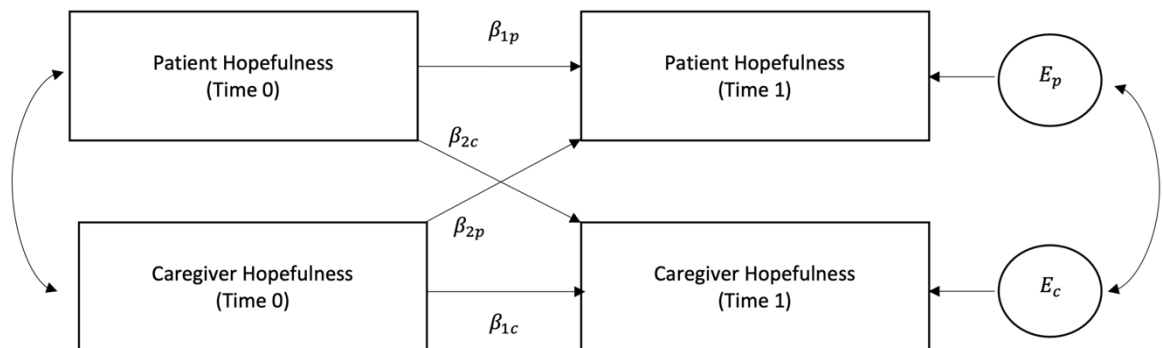 β₁ₚ
Patient Hopefulness
(Time 0)
Patient Hopefulness
(Time 1)
Eₚ
β₂c
β₂ₚ
Caregiver Hopefulness
(Time 0)
Caregiver Hopefulness
(Time 1)
E_c
β₁c